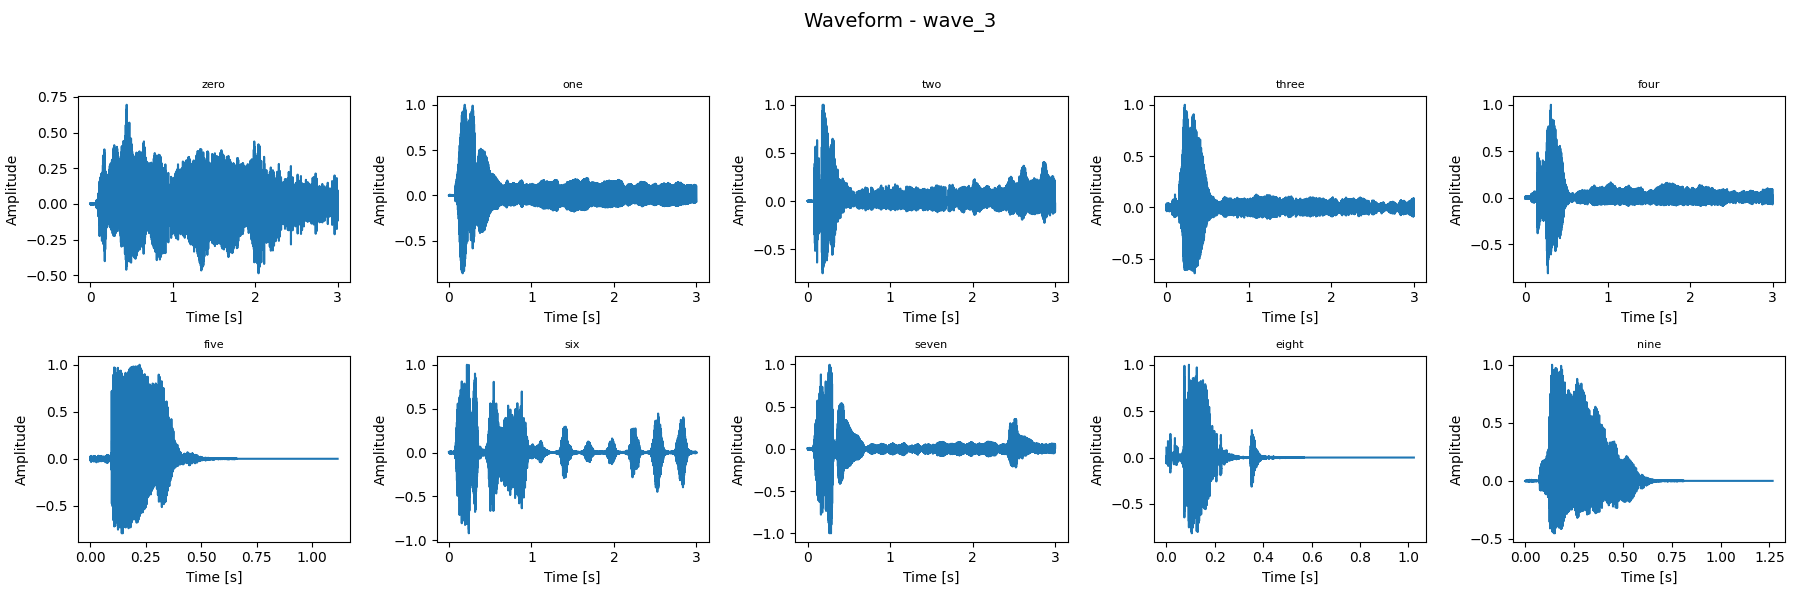 Waveform - wave_3
zero
one
two
three
four
Amplitude
0.75
0.50
0.25
0.00
−0.25
−0.50
0
1
2
3
Time [s]
Amplitude
1.0
0.5
0.0
−0.5
0
1
2
3
Time [s]
Amplitude
1.0
0.5
0.0
−0.5
0
1
2
3
Time [s]
Amplitude
1.0
0.5
0.0
−0.5
0
1
2
3
Time [s]
Amplitude
1.0
0.5
0.0
−0.5
0
1
2
3
Time [s]
five
six
seven
eight
nine
Amplitude
1.0
0.5
0.0
−0.5
0.00
0.25
0.50
0.75
1.00
Time [s]
Amplitude
1.0
0.5
0.0
−0.5
−1.0
0
1
2
3
Time [s]
Amplitude
1.0
0.5
0.0
−0.5
−1.0
0
1
2
3
Time [s]
Amplitude
1.0
0.5
0.0
−0.5
0.0
0.2
0.4
0.6
0.8
1.0
Time [s]
Amplitude
1.0
0.5
0.0
−0.5
0.00
0.25
0.50
0.75
1.00
1.25
Time [s]